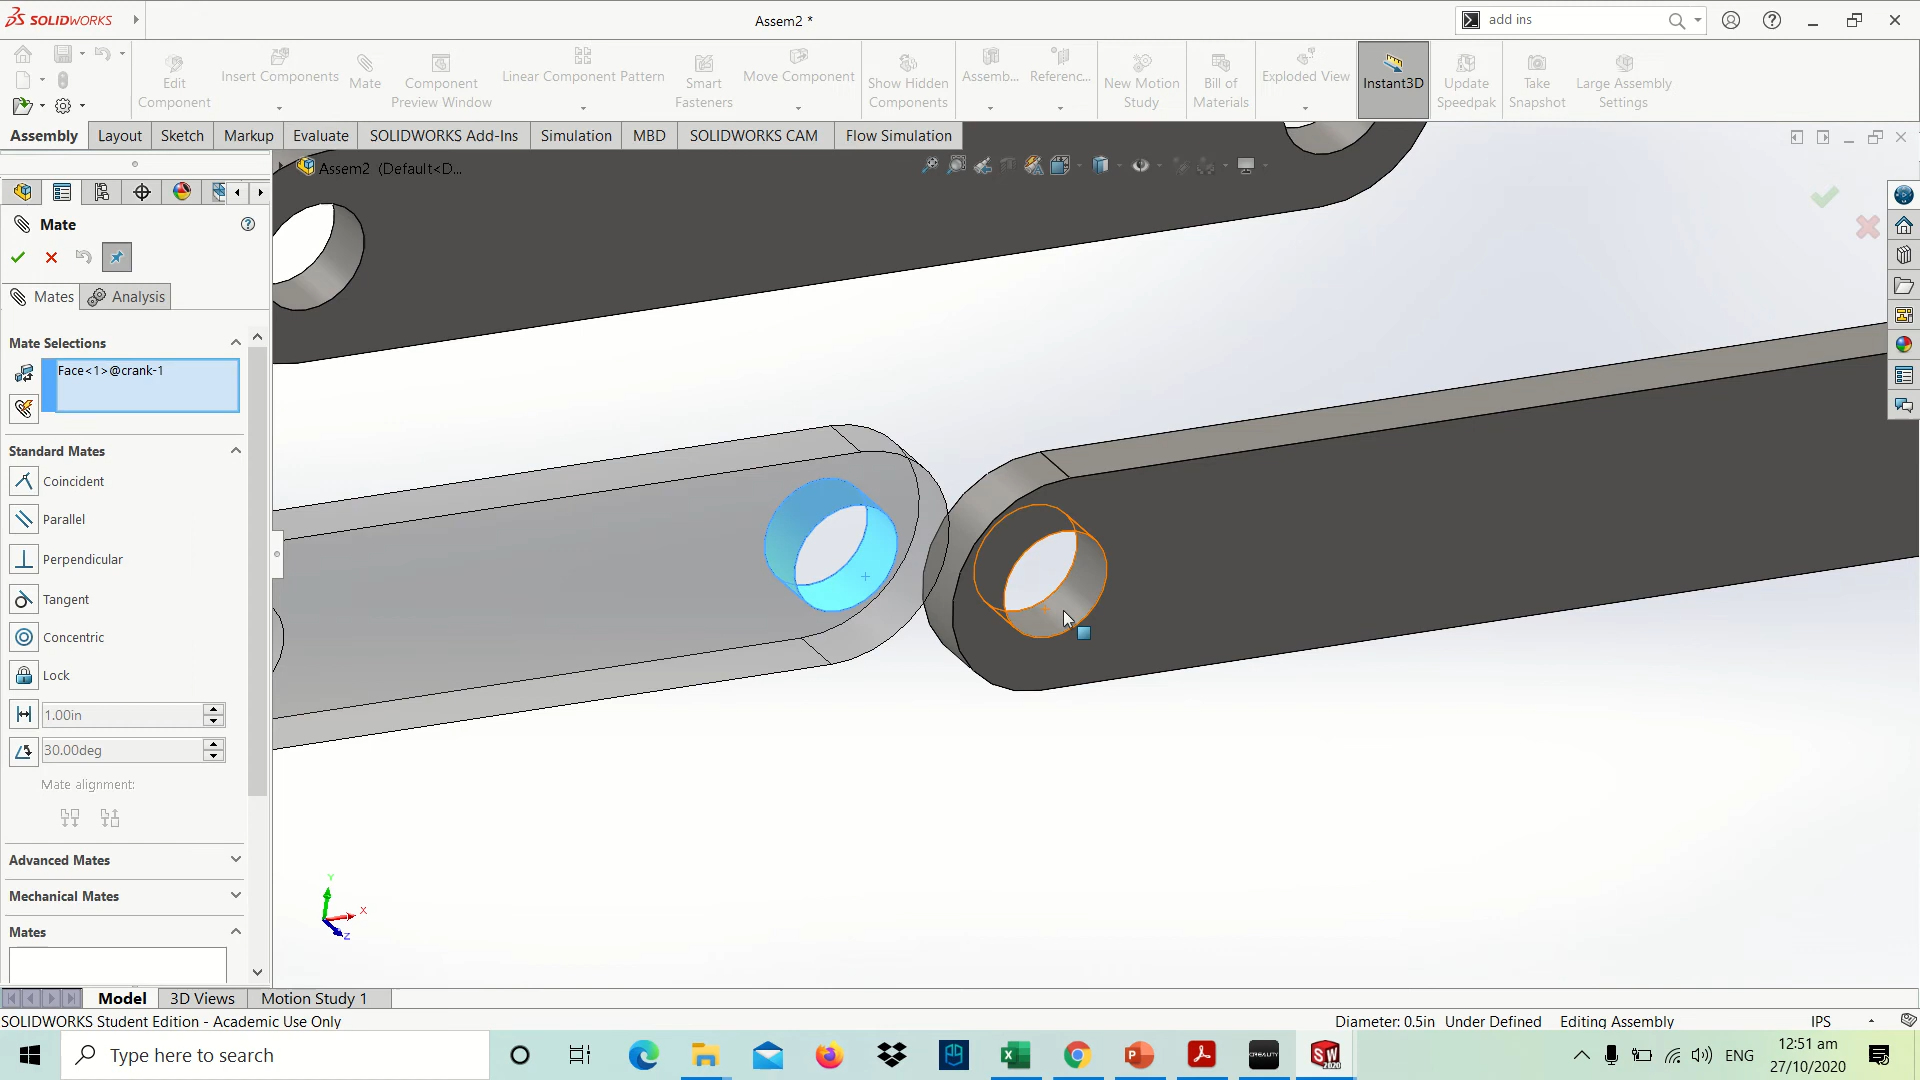 SOLIDWORKS
Assem2 *
add ins
Edit Component
Insert Components
Mate
Component Preview Window
Linear Component Pattern
Smart Fasteners
Move Component
Show Hidden Components
Assemb...
Referenc...
New Motion Study
Bill of Materials
Exploded View
Instant3D
Update Speedpak
Take Snapshot
Large Assembly Settings
Assembly
Layout
Sketch
Markup
Evaluate
SOLIDWORKS Add-Ins
Simulation
MBD
SOLIDWORKS CAM
Flow Simulation
Assem2 (Default<D...
Mate
Mates
Analysis
Mate Selections
Face<1>@crank-1
Standard Mates
Coincident
Parallel
Perpendicular
Tangent
Concentric
Lock
1.00in
30.00deg
Mate alignment:
Advanced Mates
Mechanical Mates
Mates
Y
X
Z
Model
3D Views
Motion Study 1
SOLIDWORKS Student Edition - Academic Use Only
Diameter: 0.5in
Under Defined
Editing Assembly
IPS
Type here to search
CREALITY
SW
2020
ENG
12:51 am
27/10/2020